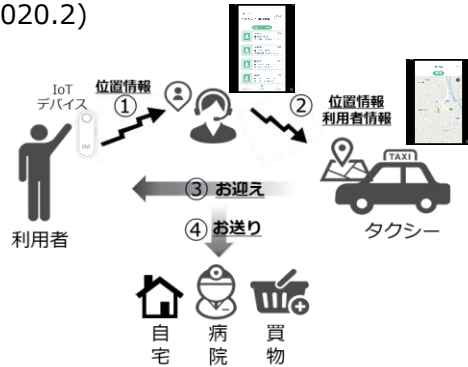 020.2)
IoT
デバイス
位置情報
①
②
位置情報
利用者情報
TAXI
③ お迎え
④ お送り
利用者
タクシー
自宅
病院
買物